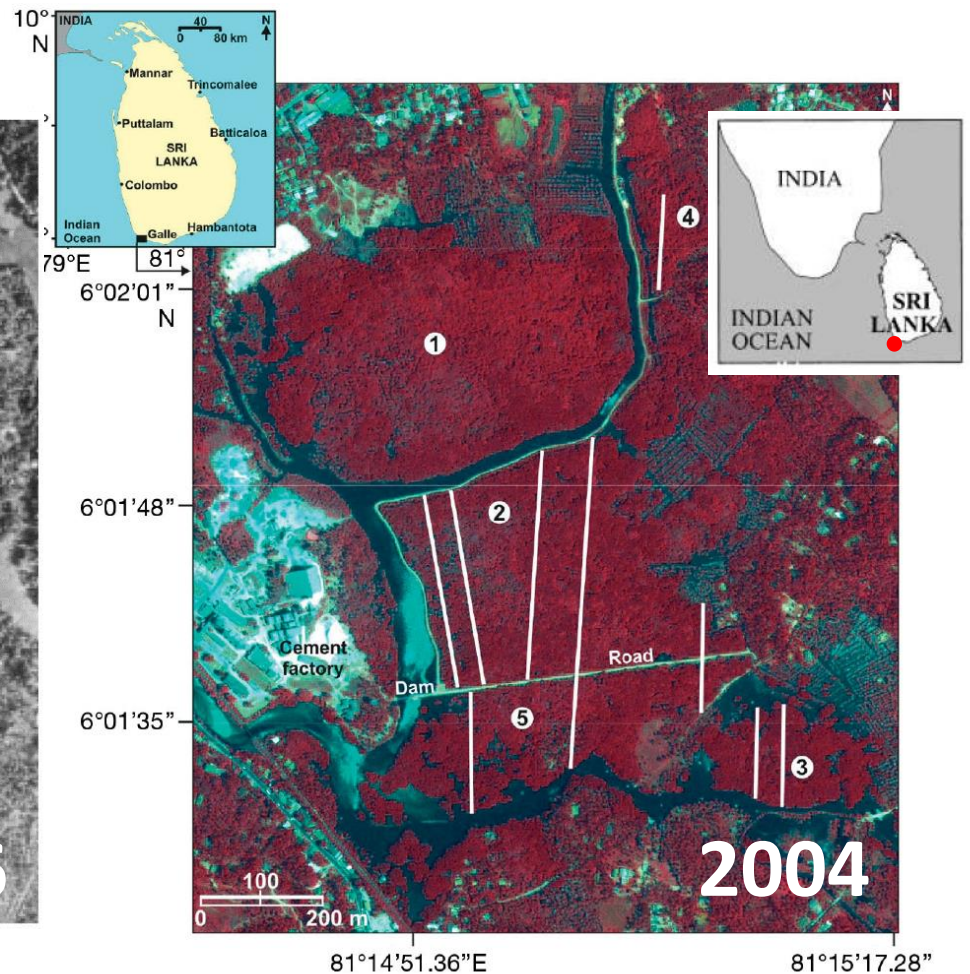 10°
N
INDIA
40
80 km
N
Mannar
Trincomalee
Puttalam
Batticaloa
SRI
LANKA
Colombo
Indian
Ocean
Galle
Hambantota
79°E
81°
6°02’01”
N
N
4
INDIA
1
SRI
LANKA
INDIAN
OCEAN
6°01’48”
2
Cement
factory
Road
Dam
6°01’35”
5
3
2004
100
0
200 m
81°14’51.36”E
81°15’17.28”